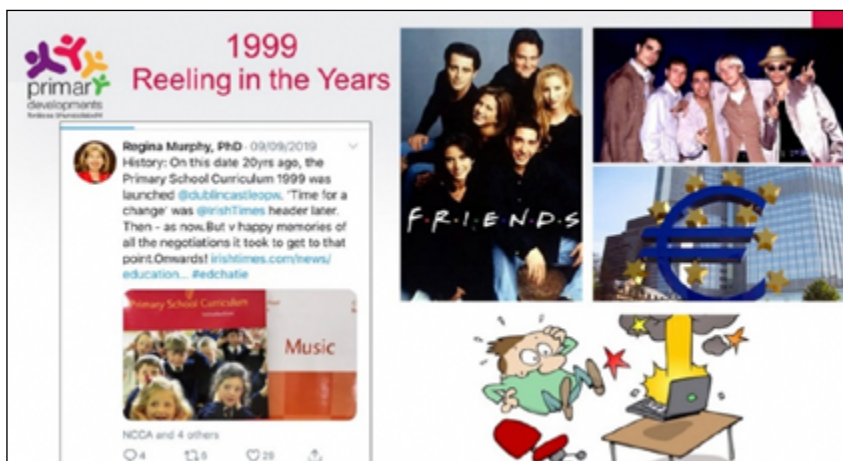 1999
Reeling in the Years
primary
developments
Regina Murphy, PhD · 09/09/2019
History: On this date 20yrs ago, the
Primary School Curriculum 1999 was
launched @dublincastleopw. 'Time for a
change' was @IrishTimes header later.
Then - as now.But v happy memories of
all the negotiations it took to get to that
point.Onwards! irishtimes.com/news/
education... #edchatie
Primary School Curriculum
Introduction
Music
NCCA and 4 others
4
6
29
F·R·I·E·N·D·S